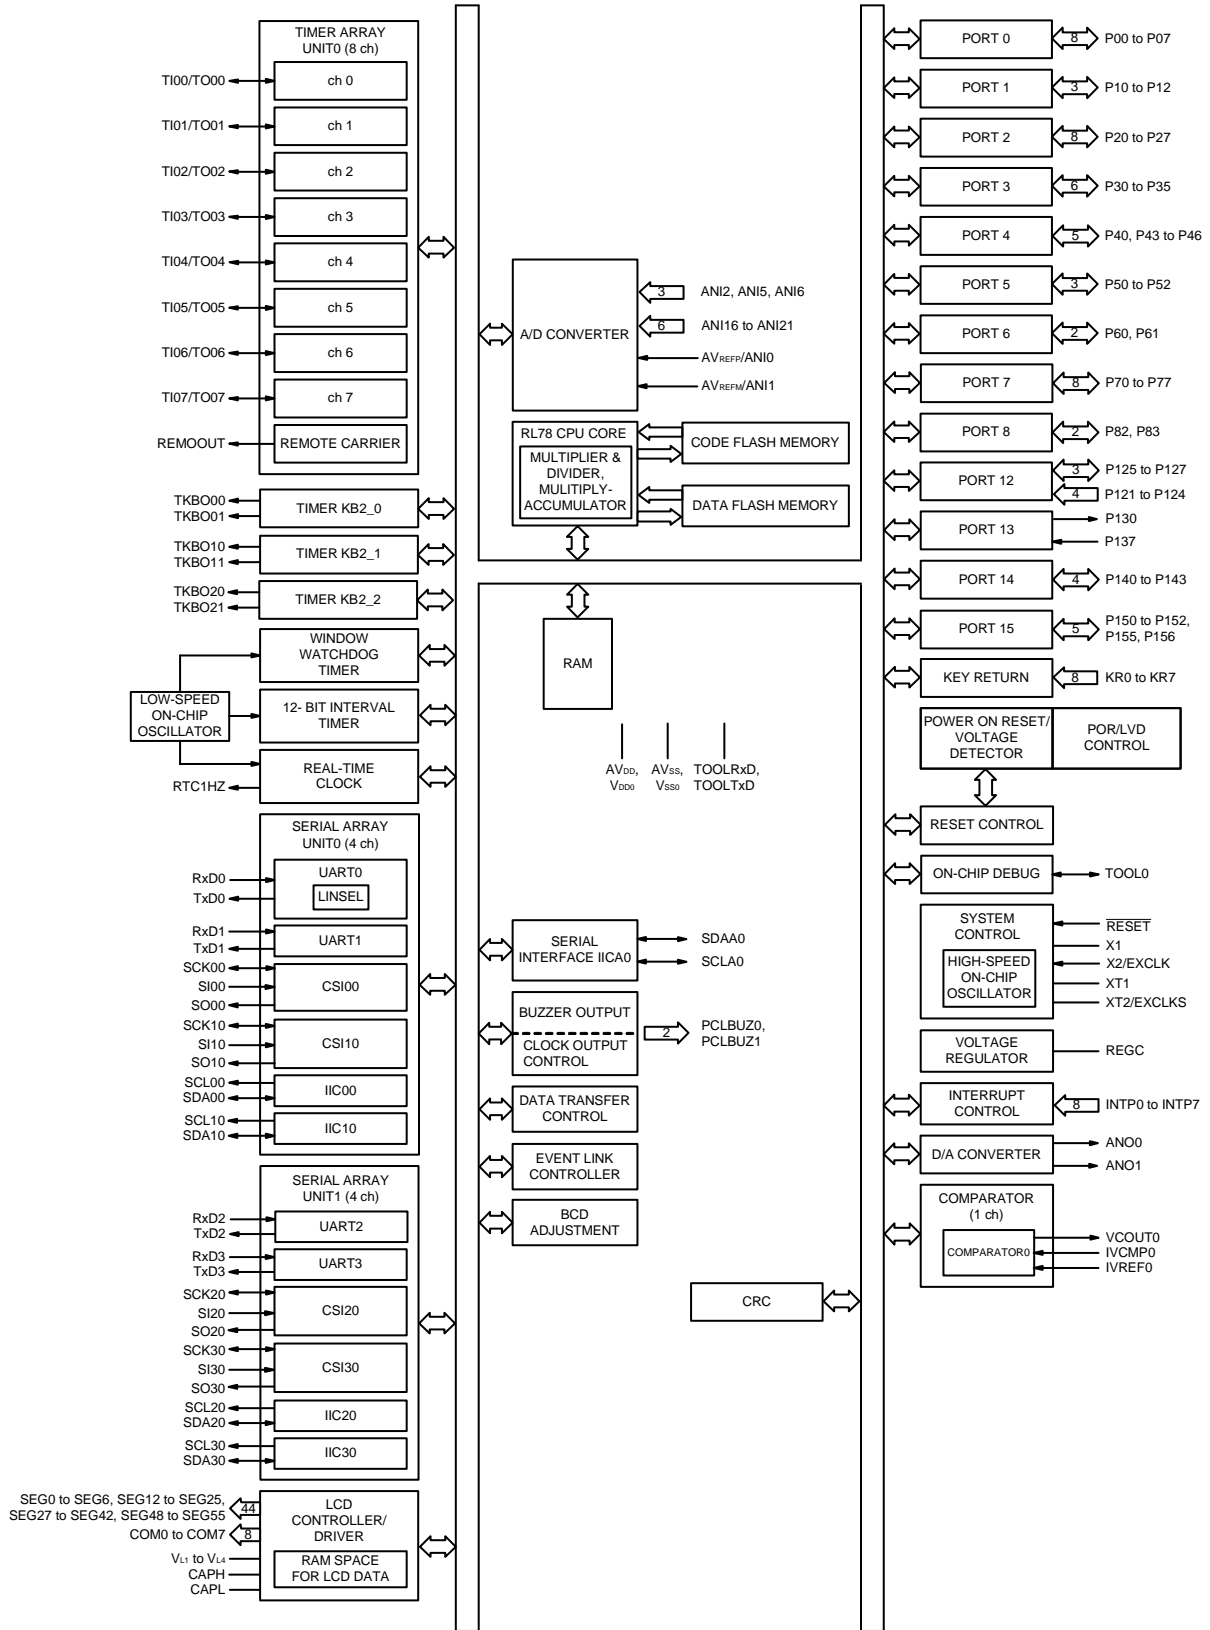 TIMER ARRAY
UNIT0 (8 ch)
TI00/TO00
ch 0
TI01/TO01
ch 1
TI02/TO02
ch 2
TI03/TO03
ch 3
TI04/TO04
ch 4
TI05/TO05
ch 5
TI06/TO06
ch 6
TI07/TO07
ch 7
REMOOUT
REMOTE CARRIER
TKBO00
TKBO01
TIMER KB2_0
TKBO10
TKBO11
TIMER KB2_1
TKBO20
TKBO21
TIMER KB2_2
WINDOW
WATCHDOG
TIMER
LOW-SPEED
ON-CHIP
OSCILLATOR
12- BIT INTERVAL
TIMER
REAL-TIME
CLOCK
RTC1HZ
SERIAL ARRAY
UNIT0 (4 ch)
RxD0
TxD0
UART0
LINSEL
RxD1
TxD1
UART1
SCK00
SI00
SO00
CSI00
SCK10
SI10
SO10
CSI10
SCL00
SDA00
IIC00
SCL10
SDA10
IIC10
SERIAL ARRAY
UNIT1 (4 ch)
RxD2
TxD2
UART2
RxD3
TxD3
UART3
SCK20
SI20
SO20
CSI20
SCK30
SI30
SO30
CSI30
SCL20
SDA20
IIC20
SCL30
SDA30
IIC30
SEG0 to SEG6, SEG12 to SEG25,
SEG27 to SEG42, SEG48 to SEG55
44
COM0 to COM7
8
VL1 to VL4
CAPH
CAPL
LCD
CONTROLLER/
DRIVER
RAM SPACE
FOR LCD DATA
A/D CONVERTER
3
ANI2, ANI5, ANI6
6
ANI16 to ANI21
AVREFP/ANI0
AVREFM/ANI1
RL78 CPU CORE
MULTIPLIER &
DIVIDER,
MULITIPLY-
ACCUMULATOR
CODE FLASH MEMORY
DATA FLASH MEMORY
RAM
AVDD,
VDD0
AVSS,
VSS0
TOOLRxD,
TOOLTxD
SERIAL
INTERFACE IICA0
SDAA0
SCLA0
BUZZER OUTPUT
CLOCK OUTPUT
CONTROL
2
PCLBUZ0,
PCLBUZ1
DATA TRANSFER
CONTROL
EVENT LINK
CONTROLLER
BCD
ADJUSTMENT
CRC
PORT 0
8
P00 to P07
PORT 1
3
P10 to P12
PORT 2
8
P20 to P27
PORT 3
6
P30 to P35
PORT 4
5
P40, P43 to P46
PORT 5
3
P50 to P52
PORT 6
2
P60, P61
PORT 7
8
P70 to P77
PORT 8
2
P82, P83
PORT 12
3
P125 to P127
4
P121 to P124
PORT 13
P130
P137
PORT 14
4
P140 to P143
PORT 15
5
P150 to P152,
P155, P156
KEY RETURN
8
KR0 to KR7
POWER ON RESET/
VOLTAGE
DETECTOR
POR/LVD
CONTROL
RESET CONTROL
ON-CHIP DEBUG
TOOL0
SYSTEM
CONTROL
HIGH-SPEED
ON-CHIP
OSCILLATOR
RESET
X1
X2/EXCLK
XT1
XT2/EXCLKS
VOLTAGE
REGULATOR
REGC
INTERRUPT
CONTROL
8
INTP0 to INTP7
D/A CONVERTER
ANO0
ANO1
COMPARATOR
(1 ch)
COMPARATOR0
VCOUT0
IVCMP0
IVREF0